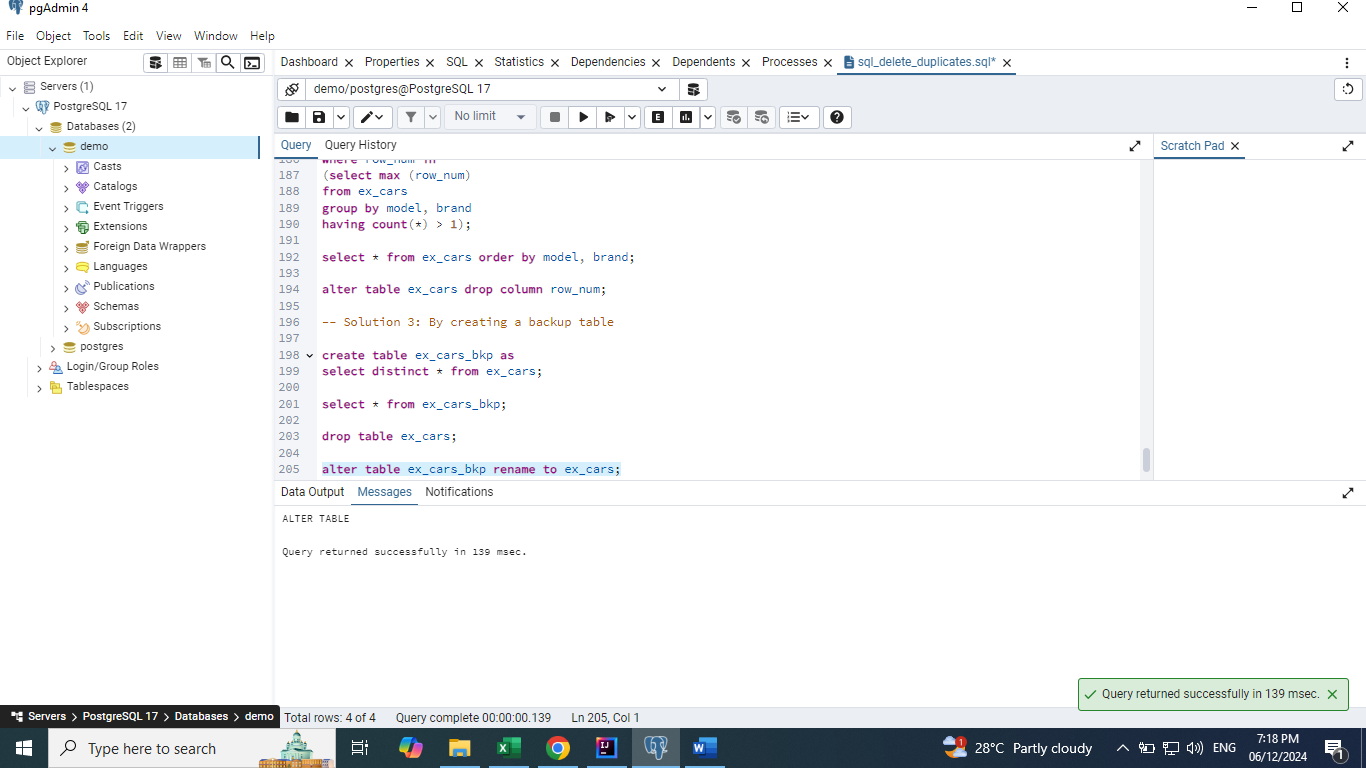 pgAdmin 4
File Object Tools Edit View Window Help
Object Explorer
Dashboard Properties SQL Statistics Dependencies Dependents Processes sql_delete_duplicates.sql*
Servers (1)
PostgreSQL 17
Databases (2)
demo
Casts
Catalogs
Event Triggers
Extensions
Foreign Data Wrappers
Languages
Publications
Schemas
Subscriptions
postgres
Login/Group Roles
Tablespaces
demo/postgres@PostgreSQL 17
No limit
E
Query Query History
Scratch Pad
186 where row_num in
187 (select max (row_num)
188 from ex_cars
189 group by model, brand
190 having count(*) > 1);
191
192 select * from ex_cars order by model, brand;
193
194 alter table ex_cars drop column row_num;
195
196 -- Solution 3: By creating a backup table
197
198 create table ex_cars_bkp as
199 select distinct * from ex_cars;
200
201 select * from ex_cars_bkp;
202
203 drop table ex_cars;
204
205 alter table ex_cars_bkp rename to ex_cars;
Data Output Messages Notifications
ALTER TABLE
Query returned successfully in 139 msec.
Query returned successfully in 139 msec.
Servers > PostgreSQL 17 > Databases > demo
Total rows: 4 of 4 Query complete 00:00:00.139 Ln 205, Col 1
Type here to search
1
28°C Partly cloudy
ENG
7:18 PM
06/12/2024
1